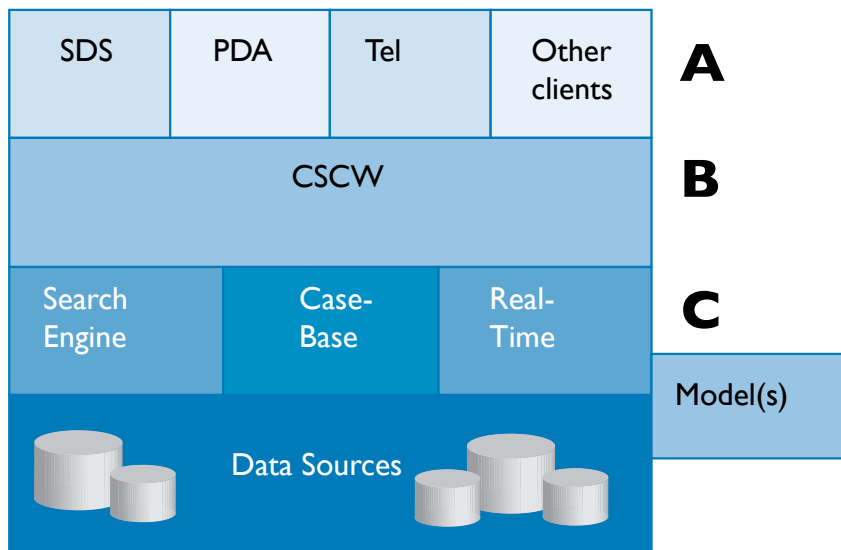 SDS
PDA
Tel
Other
clients
A
CSCW
B
Search
Engine
Case-
Base
Real-
Time
C
Model(s)
Data Sources